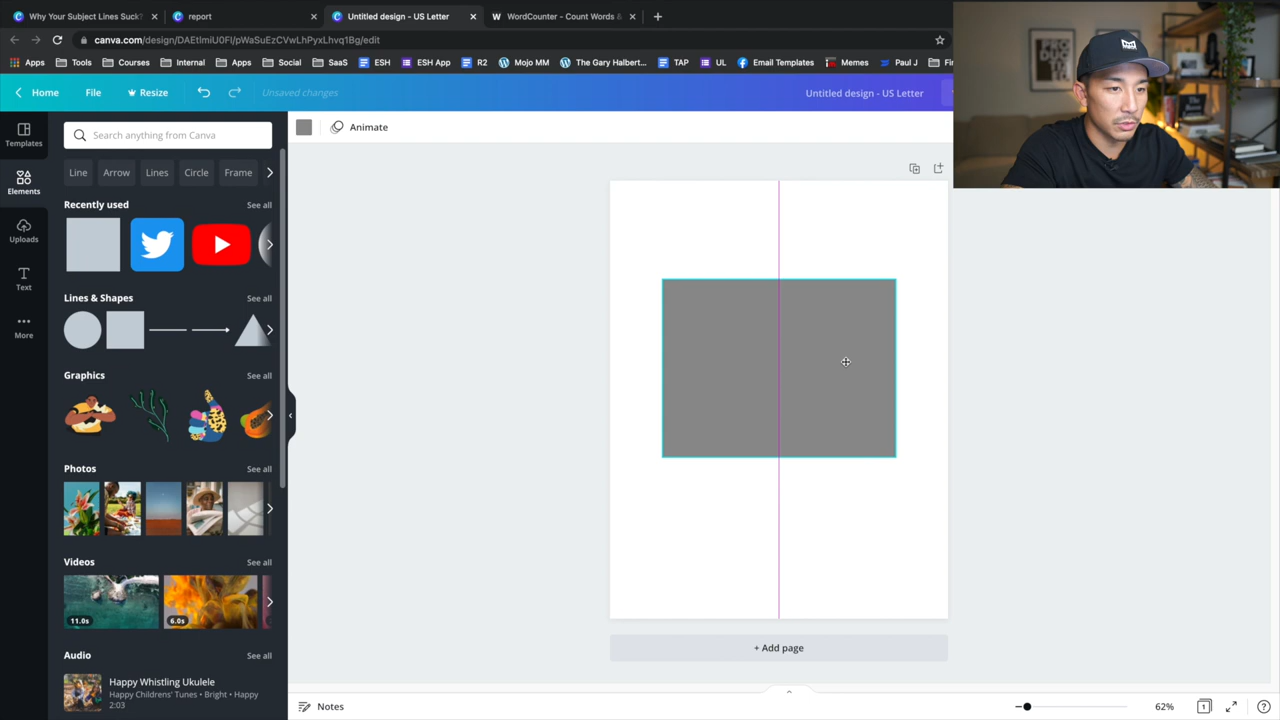 Why Your Subject Lines Suck?
report
Untitled design - US Letter
WordCounter - Count Words &
canva.com/design/DAEtlmiU0FI/pWaSuEzCVwLhPyxLhvq1Bg/edit
Apps Tools Courses Internal Apps Social SaaS ESH ESH App R2 Mojo MM The Gary Halbert... TAP UL Email Templates Memes Paul J
Home File Resize Unsaved changes Untitled design - US Letter
Templates
Elements
Uploads
Text
More
Search anything from Canva
Animate
Line Arrow Lines Circle Frame
Recently used See all
Lines & Shapes See all
Graphics See all
Photos See all
Videos See all
11.0s 6.0s
Audio See all
Happy Whistling Ukulele
Happy Childrens' Tunes • Bright • Happy
2:03
+ Add page
Notes
62%
1
?